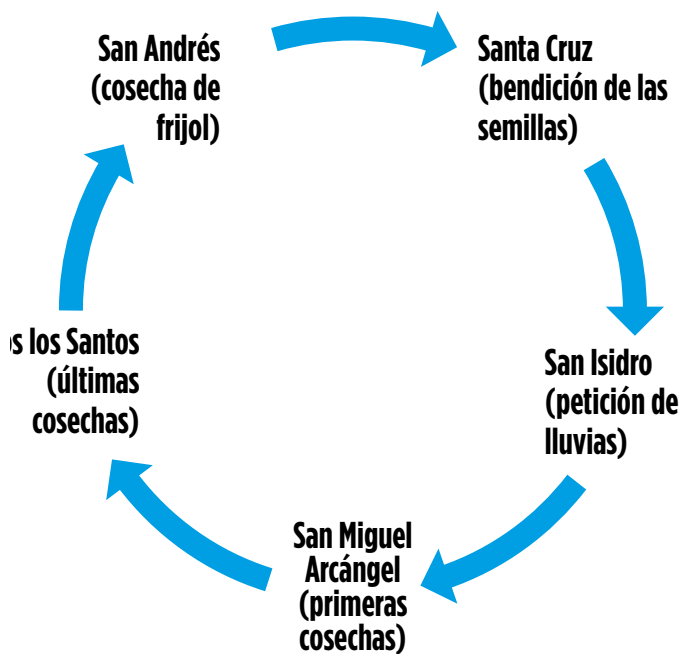 San Andrés
(cosecha de
frijol)
Santa Cruz
(bendición de las
semillas)
San Isidro
(petición de
lluvias)
San Miguel
Arcángel
(primeras
cosechas)
los Santos
(últimas
cosechas)